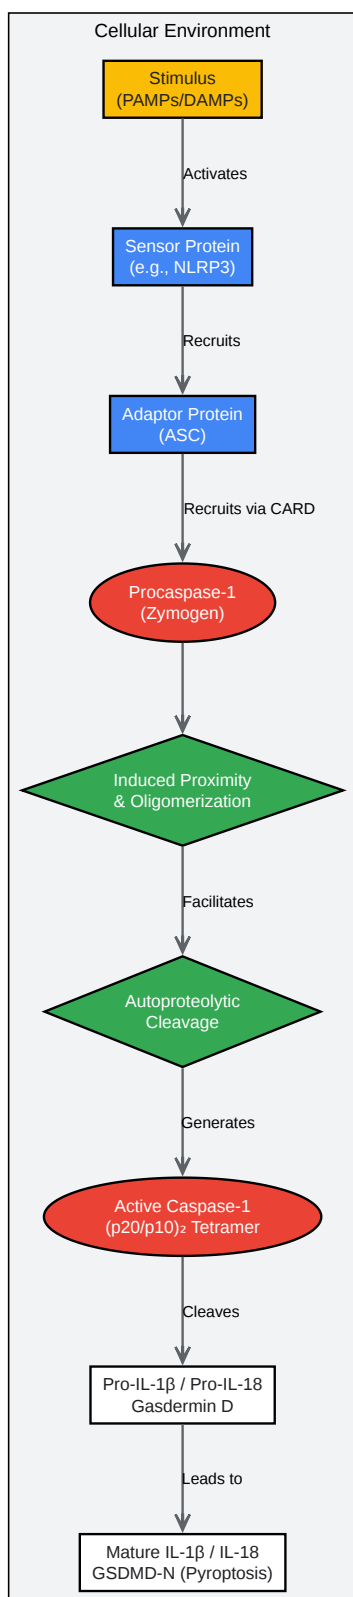 Cellular Environment
Stimulus
(PAMPs/DAMPs)
Activates
Sensor Protein
(e.g., NLRP3)
Recruits
Adaptor Protein
(ASC)
Recruits via CARD
Procaspase-1
(Zymogen)
Induced Proximity
& Oligomerization
Facilitates
Autoproteolytic
Cleavage
Generates
Active Caspase-1
(p20/p10)₂ Tetramer
Cleaves
Pro-IL-1β / Pro-IL-18
Gasdermin D
Leads to
Mature IL-1β / IL-18
GSDMD-N (Pyroptosis)